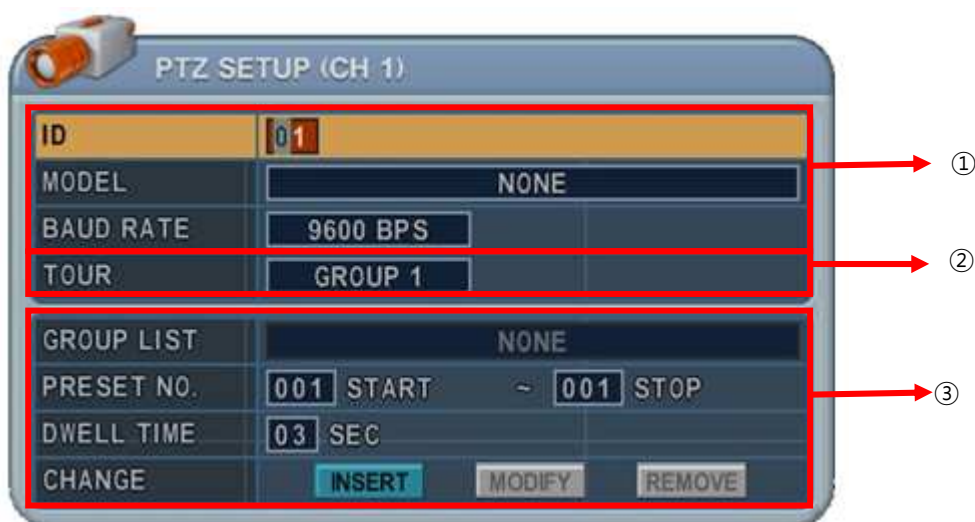 PTZ SETUP (CH 1)
ID 01
①
MODEL NONE
BAUD RATE 9600 BPS
TOUR GROUP 1
②
GROUP LIST NONE
PRESET NO. 001 START ~ 001 STOP
③
DWELL TIME 03 SEC
CHANGE INSERT MODIFY REMOVE